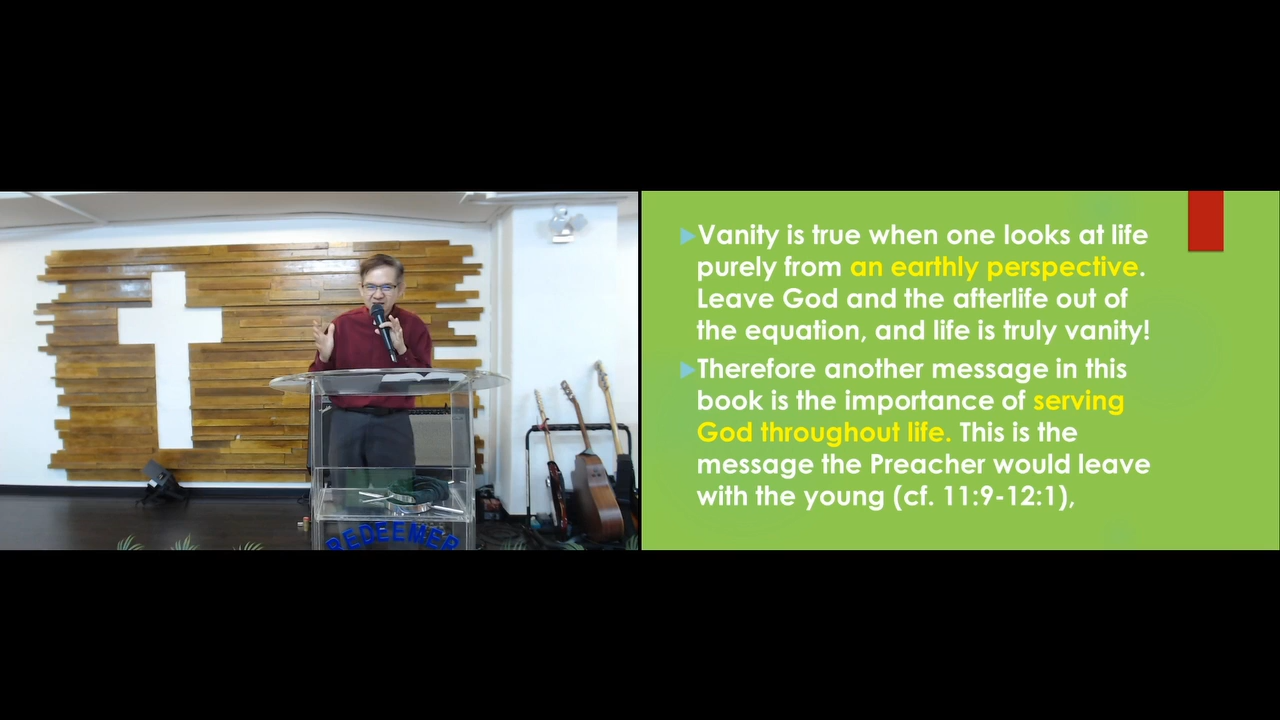 Vanity is true when one looks at life
purely from an earthly perspective.
Leave God and the afterlife out of
the equation, and life is truly vanity!
Therefore another message in this
book is the importance of serving
God throughout life. This is the
message the Preacher would leave
with the young (cf. 11:9-12:1),
REDEEMER